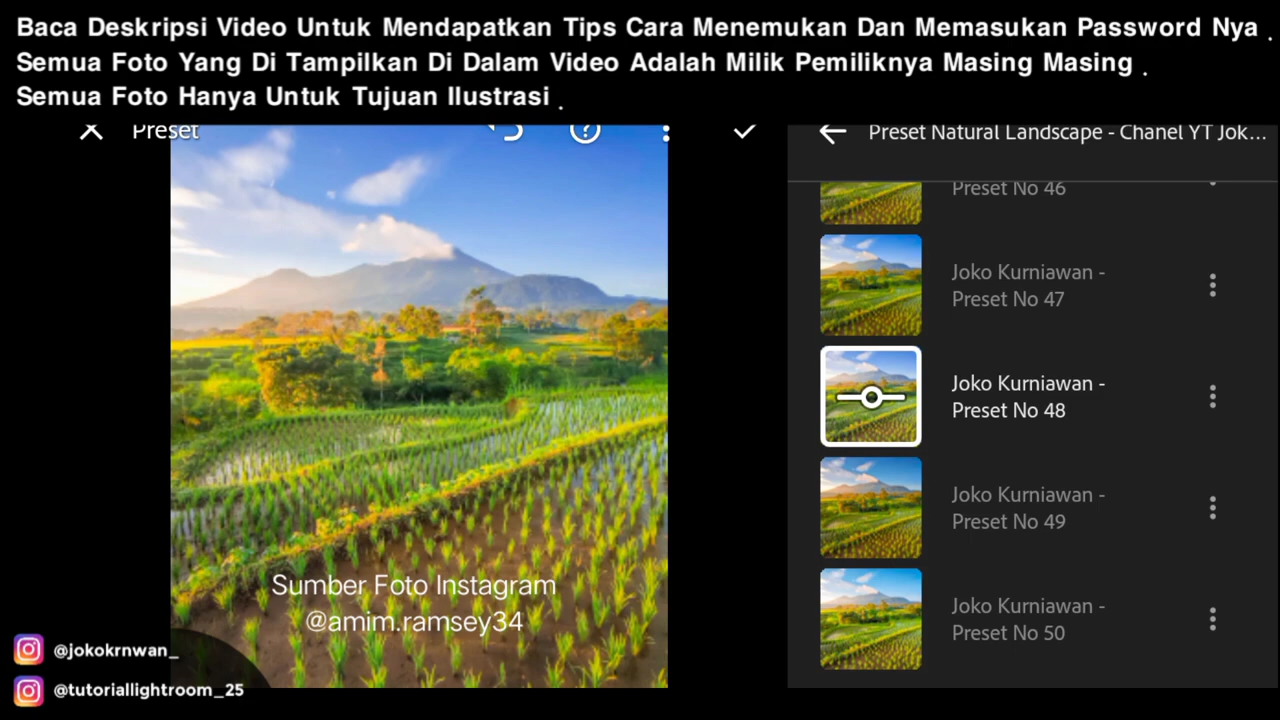 Baca Deskripsi Video Untuk Mendapatkan Tips Cara Menemukan Dan Memasukan Password Nya .
Semua Foto Yang Di Tampilkan Di Dalam Video Adalah Milik Pemiliknya Masing Masing .
Semua Foto Hanya Untuk Tujuan Ilustrasi .
Preset
Preset Natural Landscape - Chanel YT Jok...
Preset No 46
Joko Kurniawan -
Preset No 47
Joko Kurniawan -
Preset No 48
Joko Kurniawan -
Preset No 49
Joko Kurniawan -
Preset No 50
Sumber Foto Instagram
@amim.ramsey34
@jokokrnwan_
@tutoriallightroom_25